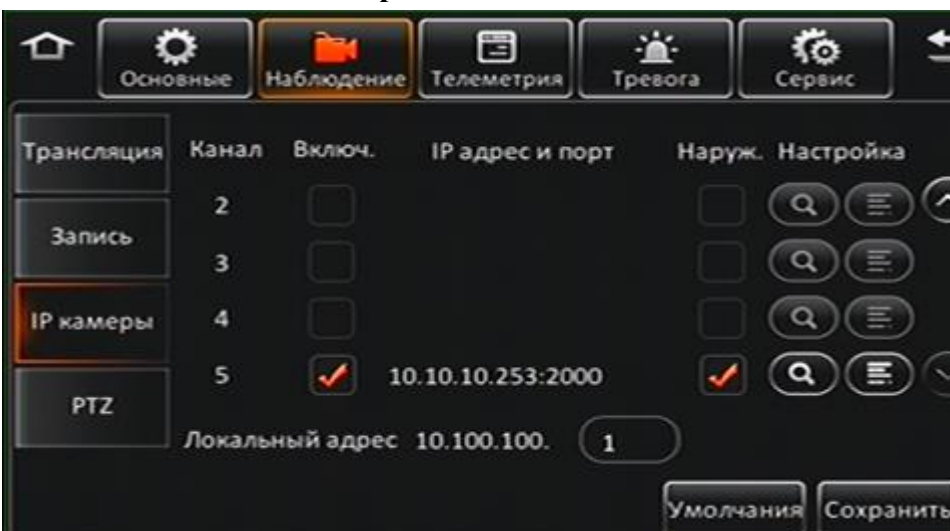 Основные Наблюдение Телеметрия Тревога Сервис
Трансляция Канал Включ. IP адрес и порт Наруж. Настройка
2
Запись
3
IP камеры 4
5 10.10.10.253:2000
PTZ
Локальный адрес 10.100.100. 1
Умолчания Сохранить